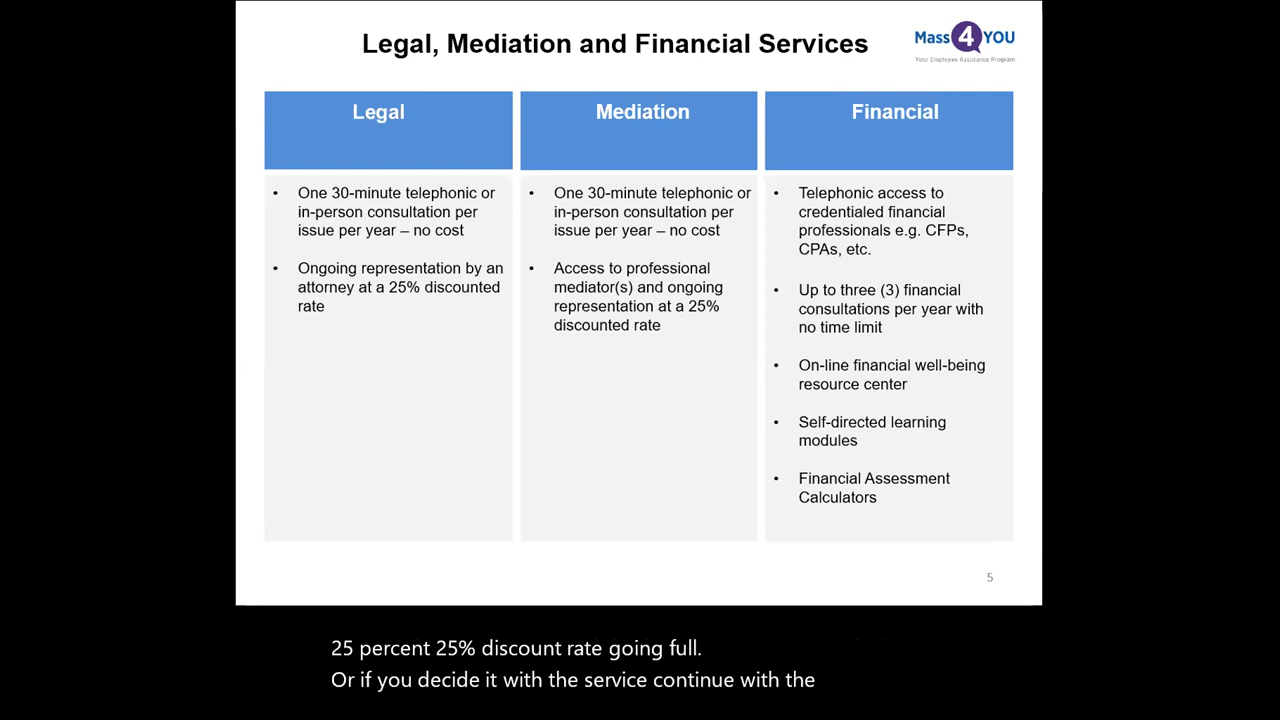 Legal, Mediation and Financial Services
Mass 4 YOU
Your Employee Assistance Program
Legal
• One 30-minute telephonic or
in-person consultation per
issue per year – no cost
• Ongoing representation by an
attorney at a 25% discounted
rate
Mediation
• One 30-minute telephonic or
in-person consultation per
issue per year – no cost
• Access to professional
mediator(s) and ongoing
representation at a 25%
discounted rate
Financial
• Telephonic access to
credentialed financial
professionals e.g. CFPs,
CPAs, etc.
• Up to three (3) financial
consultations per year with
no time limit
• On-line financial well-being
resource center
• Self-directed learning
modules
• Financial Assessment
Calculators
5
25 percent 25% discount rate going full.
Or if you decide it with the service continue with the